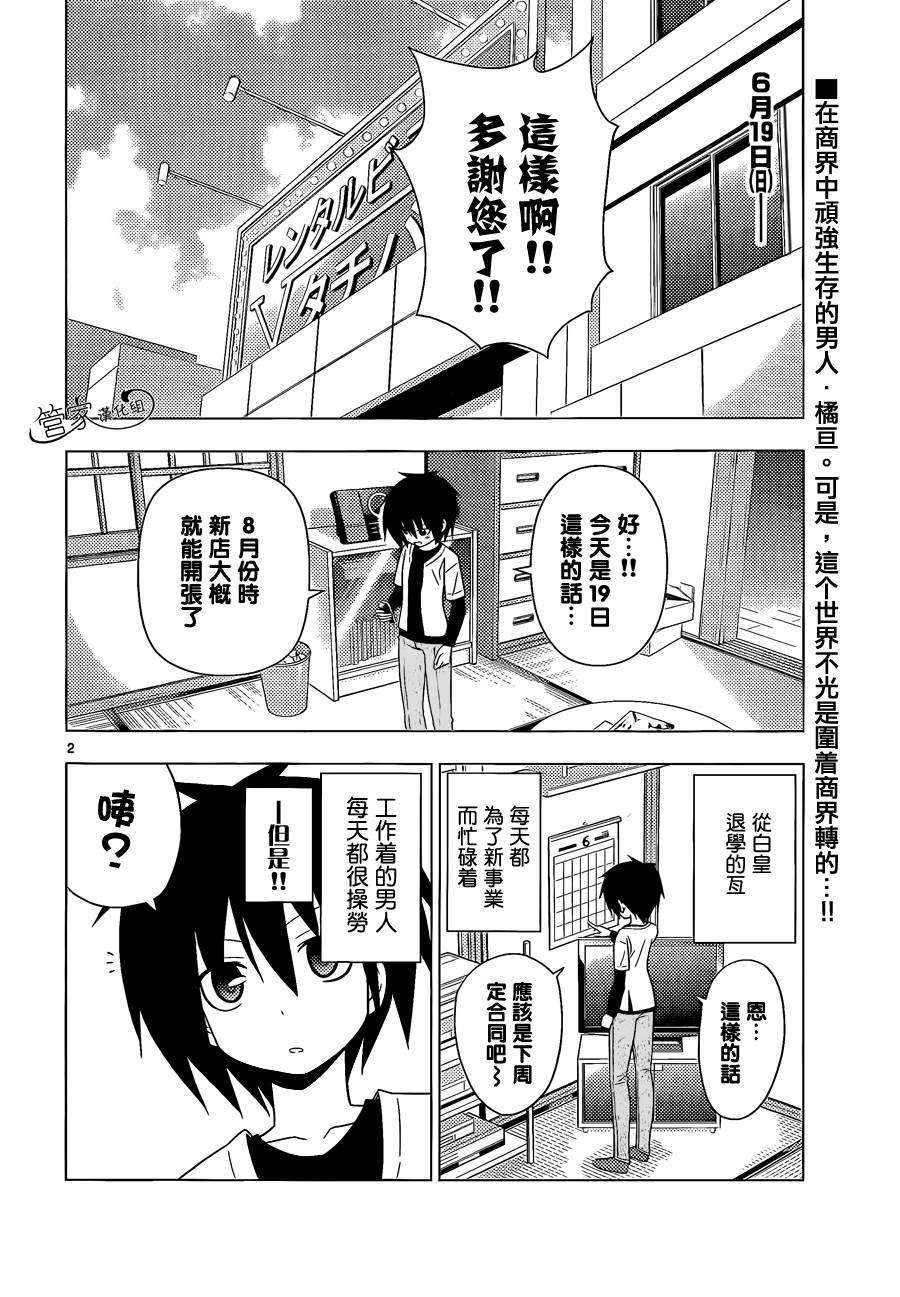 ■在商界中頑強生存的男人．橘亘。可是，這个世界不光是圍着商界轉的…!!
6月19日(日)——
這樣啊!!
多謝您了!!
レンタルビ
Vタチバ
管家漢化組
好…!!
今天是19日
這樣的話…
8月份時
新店大概
就能開張了
2
從白皇
退學的亙
6
每天都
為了新事業
而忙碌着
恩…
這樣的話
應該是下周
定合同吧～
工作着的男人
每天都很操勞
—但是!!
咦？